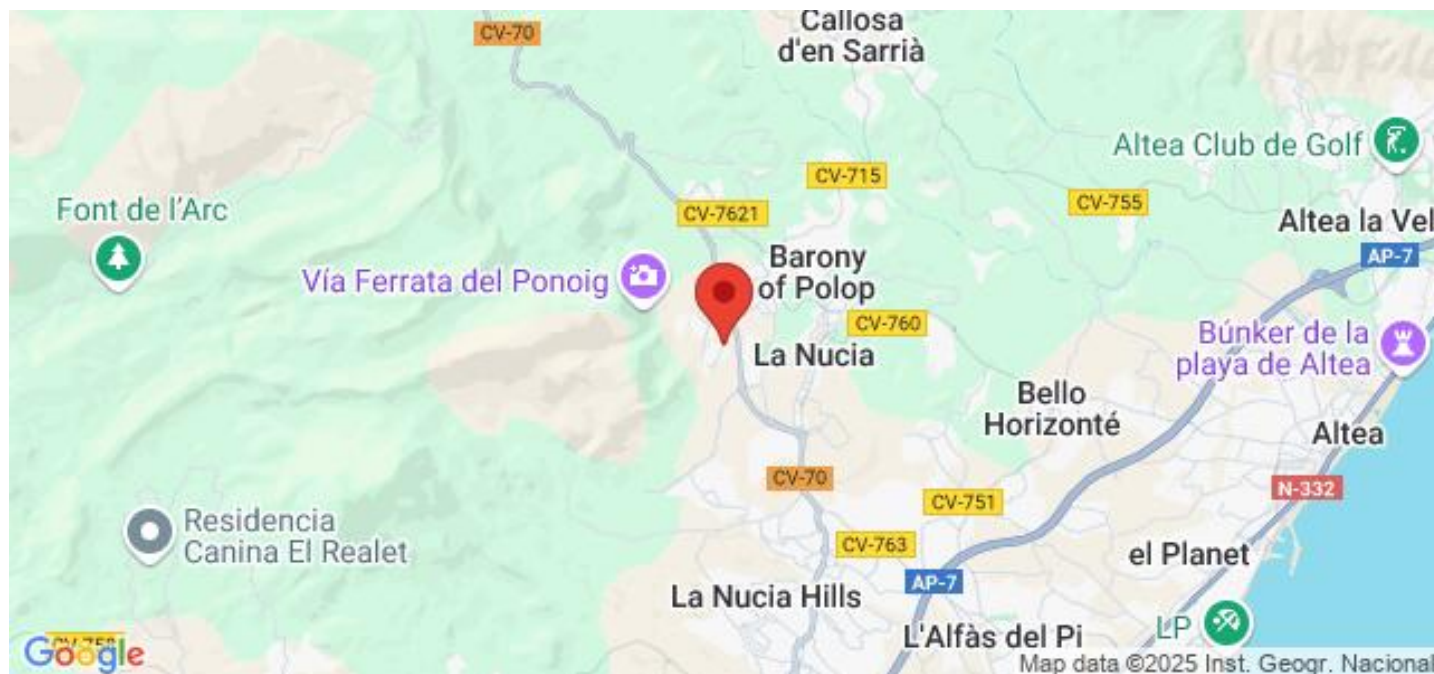 Callosa
d'en Sarrià
CV-70
Altea Club de Golf
CV-715
CV-755
Font de l'Arc
CV-7621
Altea la Vel
Barony
of Polop
AP-7
Vía Ferrata del Ponoig
CV-760
Búnker de la
playa de Altea
La Nucia
Bello
Horizonté
Altea
CV-70
N-332
CV-751
Residencia
Canina El Realet
CV-763
el Planet
AP-7
La Nucia Hills
L'Alfàs del Pi
LP
Google
Map data ©2025 Inst. Geogr. Nacional